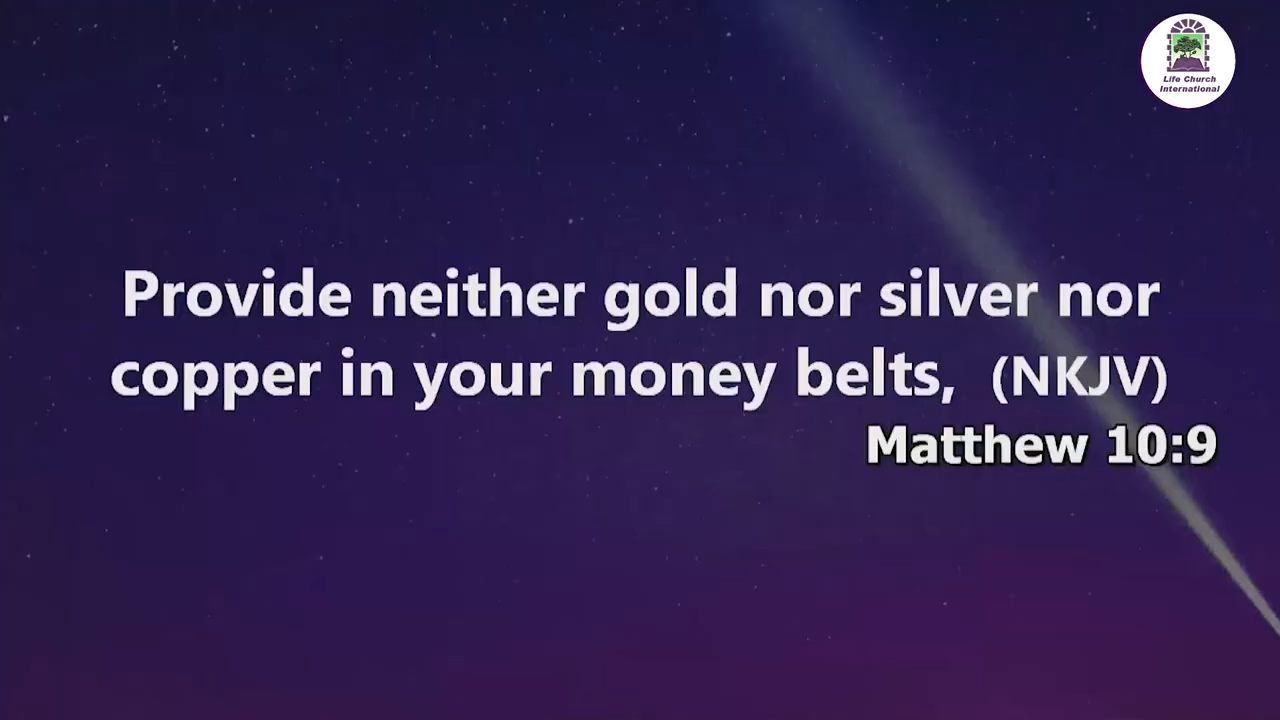 Life Church
International
Provide neither gold nor silver nor
copper in your money belts, (NKJV)
Matthew 10:9